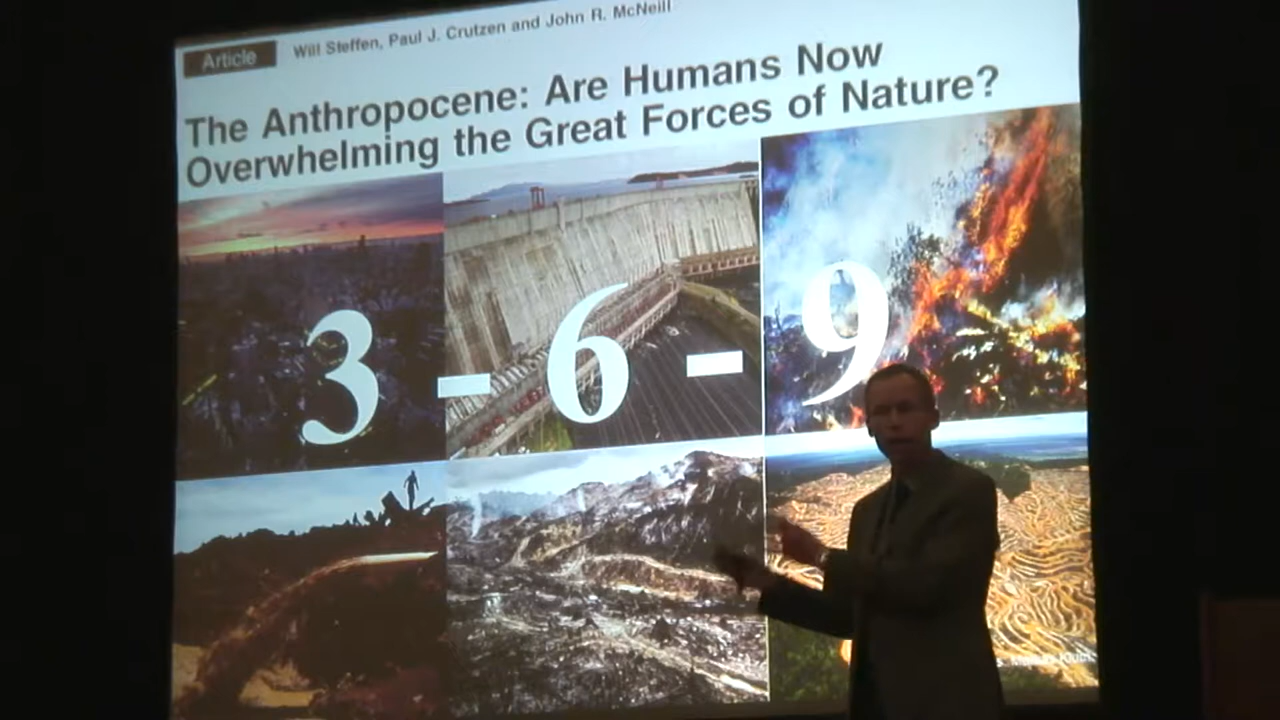 Article
Will Steffen, Paul J. Crutzen and John R. McNeill
The Anthropocene: Are Humans Now
Overwhelming the Great Forces of Nature?
3 - 6 - 9